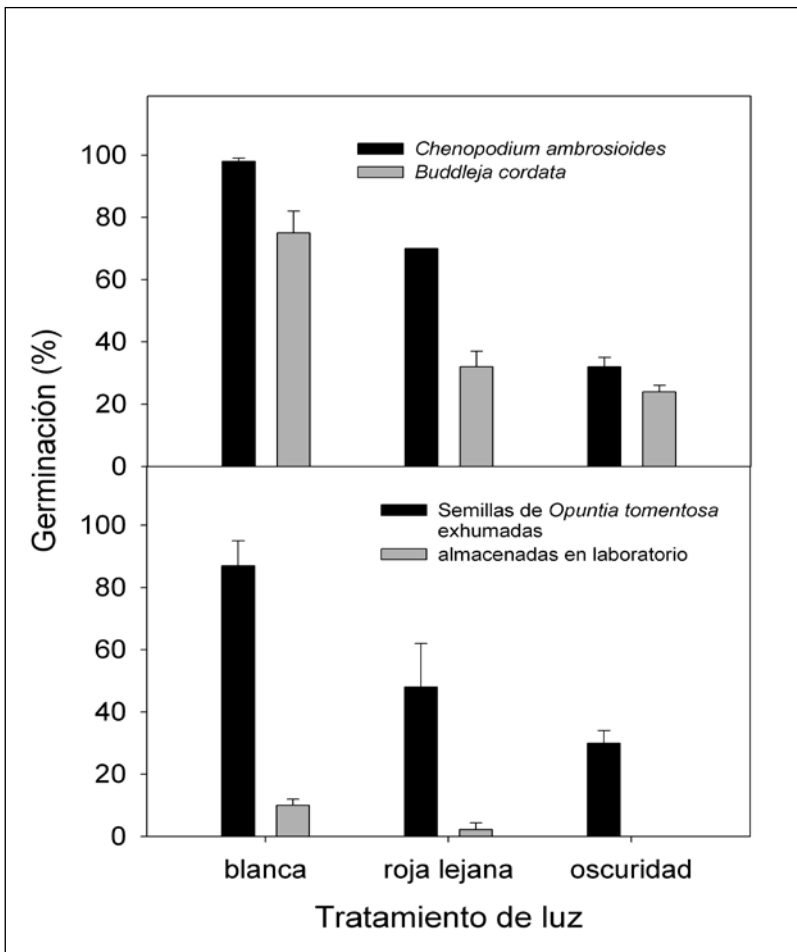 Chenopodium ambrosioides
Buddleja cordata
100
80
60
40
20
0
Semillas de Opuntia tomentosa
exhumadas
almacenadas en laboratorio
100
80
60
40
20
0
Germinación (%)
blanca roja lejana oscuridad
Tratamiento de luz